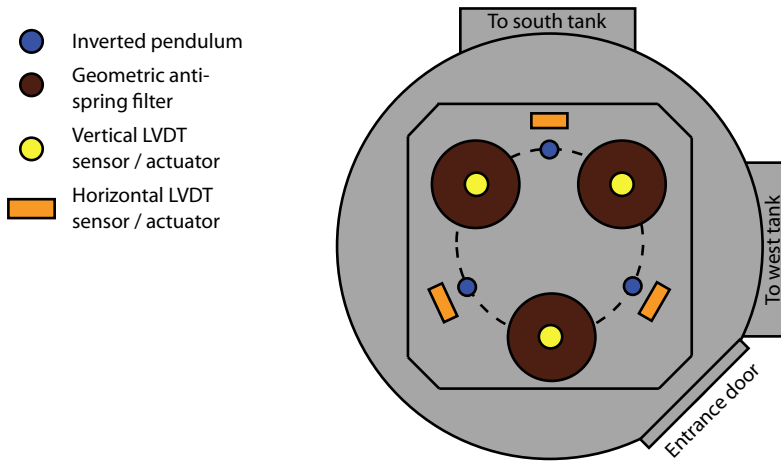 Inverted pendulum
Geometric anti-
spring filter
Vertical LVDT
sensor / actuator
Horizontal LVDT
sensor / actuator
To south tank
To west tank
Entrance door